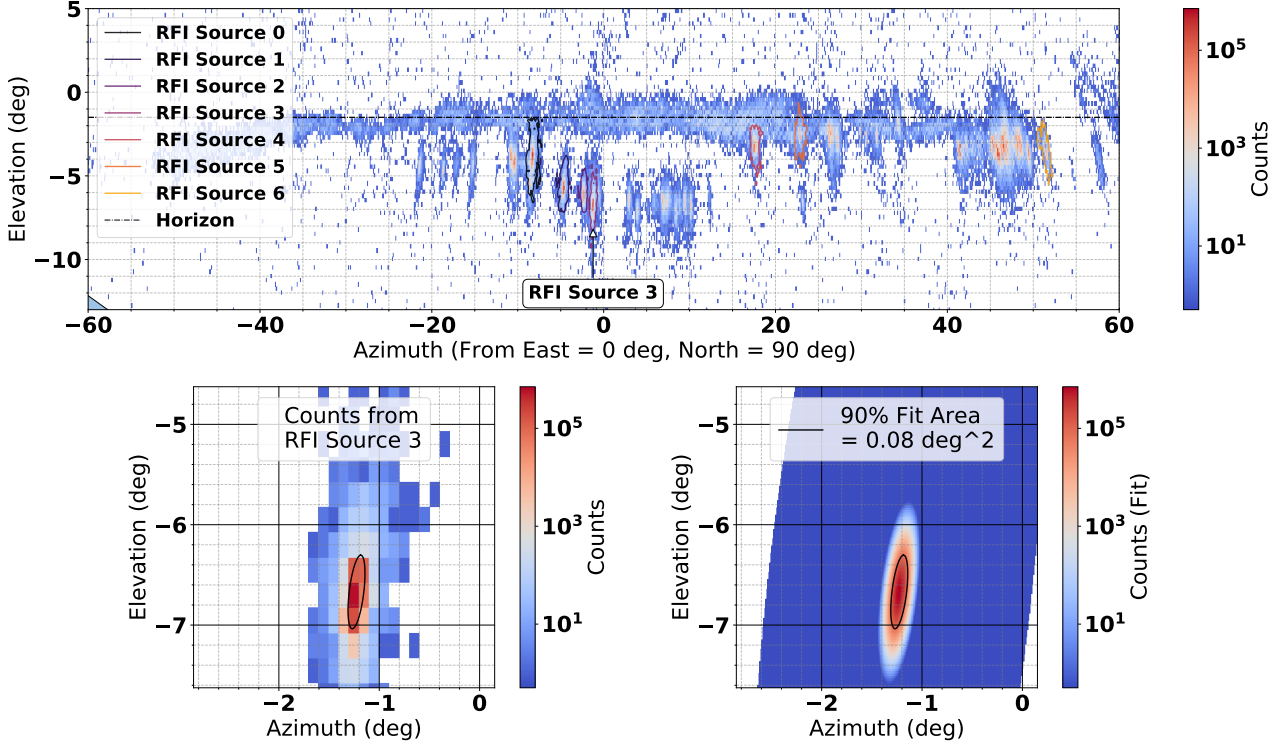 5
0
−5
−10
Elevation (deg)
RFI Source 0
RFI Source 1
RFI Source 2
RFI Source 3
RFI Source 4
RFI Source 5
RFI Source 6
Horizon
RFI Source 3
−60
−40
−20
0
20
40
60
Azimuth (From East = 0 deg, North = 90 deg)
10^5
10^3
10^1
Counts
Counts from
RFI Source 3
−5
−6
−7
Elevation (deg)
−2
−1
0
Azimuth (deg)
10^5
10^3
10^1
Counts
90% Fit Area
= 0.08 deg^2
−5
−6
−7
Elevation (deg)
−2
−1
0
Azimuth (deg)
10^5
10^3
10^1
Counts (Fit)